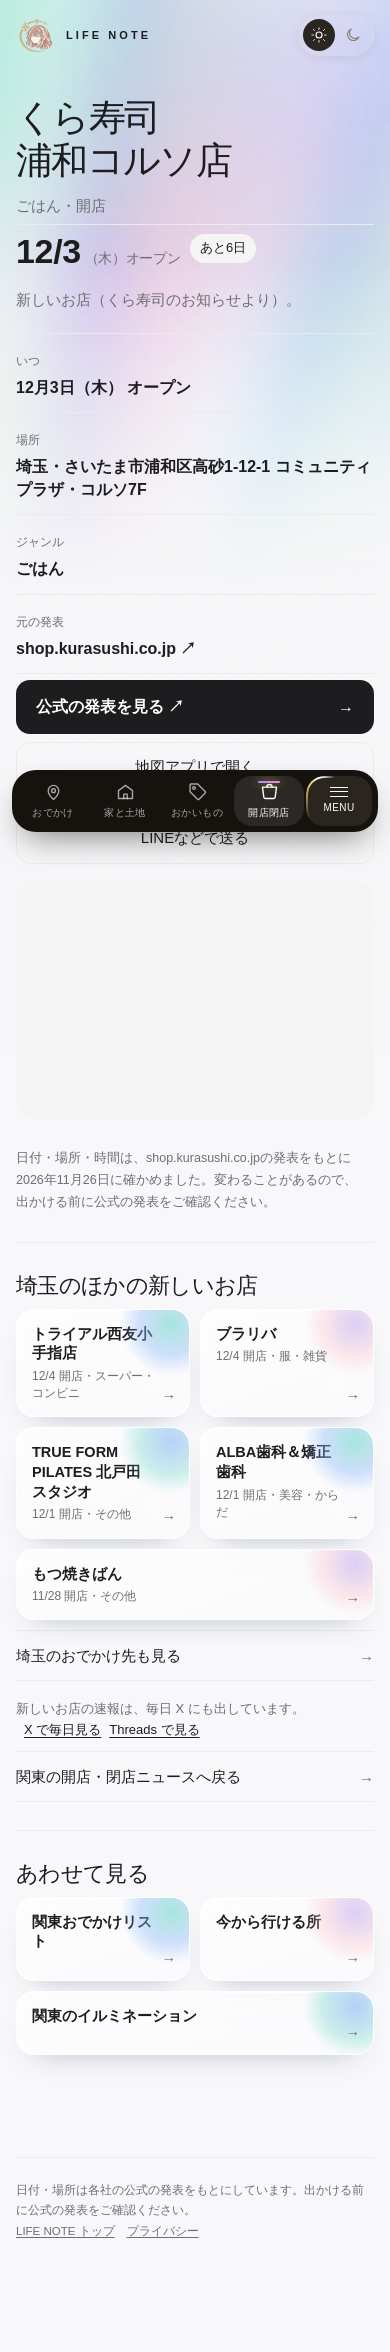 LIFE NOTE
くら寿司
浦和コルソ店
ごはん・開店
12/3 （木）オープン あと6日
新しいお店（くら寿司のお知らせより）。
いつ
12月3日（木） オープン
場所
埼玉・さいたま市浦和区高砂1-12-1 コミュニティ
プラザ・コルソ7F
ジャンル
ごはん
元の発表
shop.kurasushi.co.jp ↗
公式の発表を見る ↗ →
地図アプリで開く
おでかけ 家と土地 おかいもの 開店閉店 MENU
LINEなどで送る
日付・場所・時間は、shop.kurasushi.co.jpの発表をもとに
2026年11月26日に確かめました。変わることがあるので、
出かける前に公式の発表をご確認ください。
埼玉のほかの新しいお店
トライアル西友小
手指店
12/4 開店・スーパー・
コンビニ →
ブラリバ
12/4 開店・服・雑貨
→
TRUE FORM
PILATES 北戸田
スタジオ
12/1 開店・その他 →
ALBA歯科＆矯正
歯科
12/1 開店・美容・から
だ →
もつ焼きばん
11/28 開店・その他 →
埼玉のおでかけ先も見る →
新しいお店の速報は、毎日 X にも出しています。
X で毎日見る Threads で見る
関東の開店・閉店ニュースへ戻る →
あわせて見る
関東おでかけリス
ト →
今から行ける所
→
関東のイルミネーション
→
日付・場所は各社の公式の発表をもとにしています。出かける前
に公式の発表をご確認ください。
LIFE NOTE トップ プライバシー